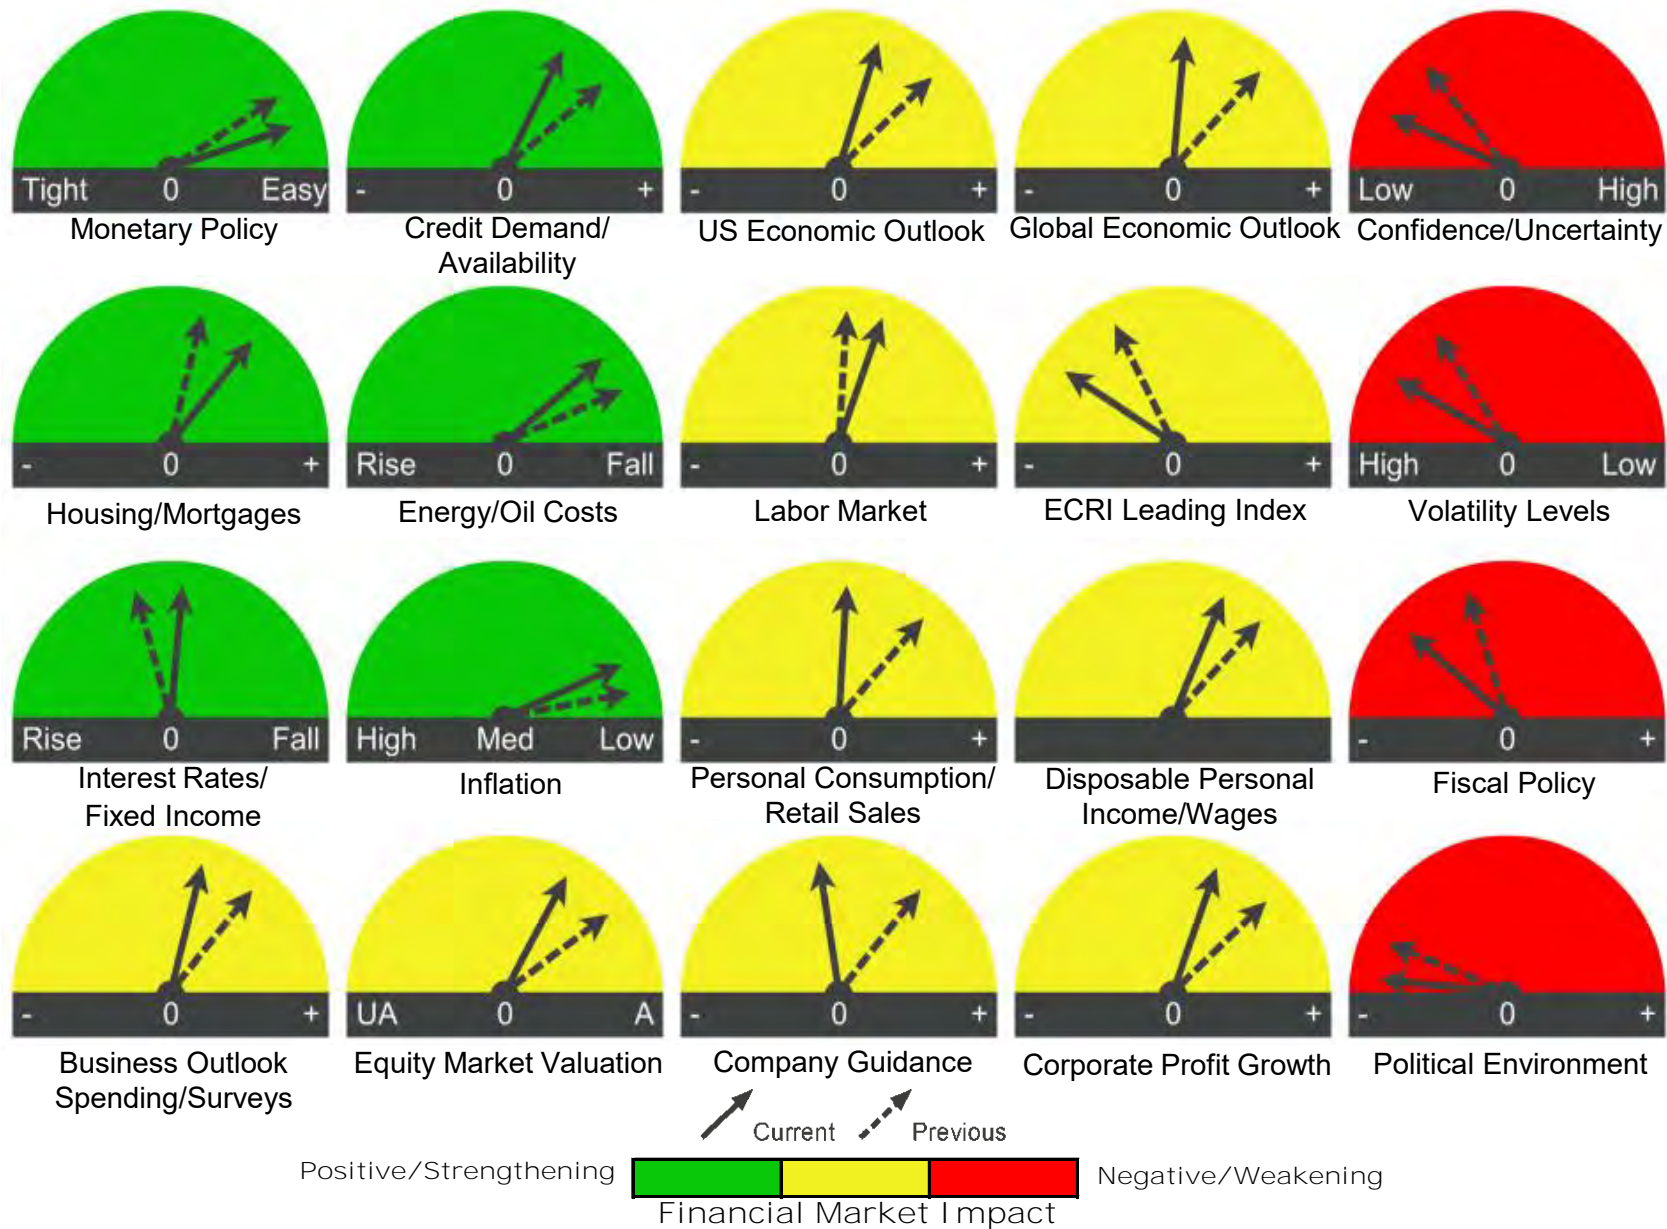 Tight 0 Easy
Monetary Policy
- 0 +
Credit Demand/
Availability
- 0 +
US Economic Outlook
- 0 +
Global Economic Outlook
Low 0 High
Confidence/Uncertainty
- 0 +
Housing/Mortgages
Rise 0 Fall
Energy/Oil Costs
- 0 +
Labor Market
- 0 +
ECRI Leading Index
High 0 Low
Volatility Levels
Rise 0 Fall
Interest Rates/
Fixed Income
High Med Low
Inflation
- 0 +
Personal Consumption/
Retail Sales
Disposable Personal
Income/Wages
- 0 +
Fiscal Policy
- 0 +
Business Outlook
Spending/Surveys
UA 0 A
Equity Market Valuation
- 0 +
Company Guidance
- 0 +
Corporate Profit Growth
- 0 +
Political Environment
Current Previous
Positive/Strengthening Negative/Weakening
Financial Market Impact